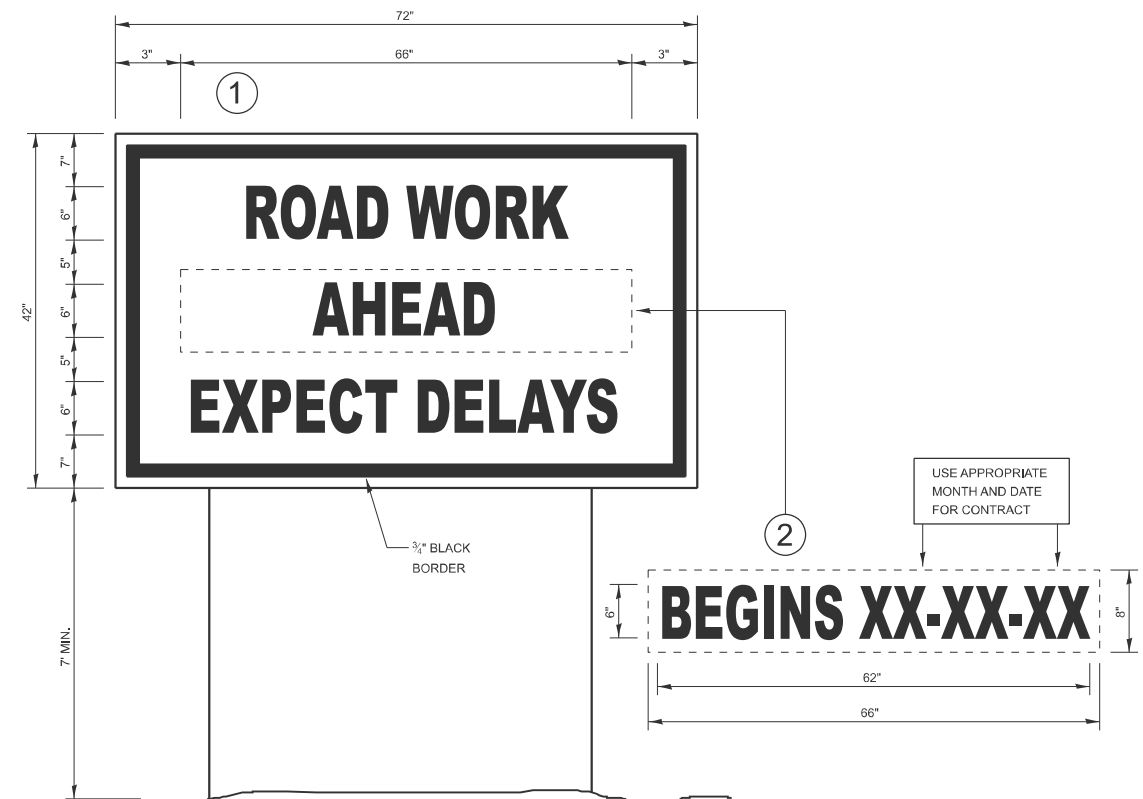 72"
3" 66" 3"
1
7"
6"
5"
6"
5"
6"
7"
42"
ROAD WORK
AHEAD
EXPECT DELAYS
¾" BLACK
BORDER
7' MIN.
2
USE APPROPRIATE
MONTH AND DATE
FOR CONTRACT
6"
BEGINS XX-XX-XX
8"
62"
66"